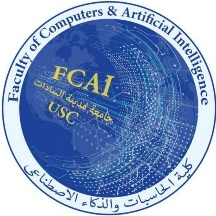 Faculty of Computers & Artificial Intelligence
FCAI
جامعة مدينة السادات
USC
كلية الحاسبات والذكاء الاصطناعي